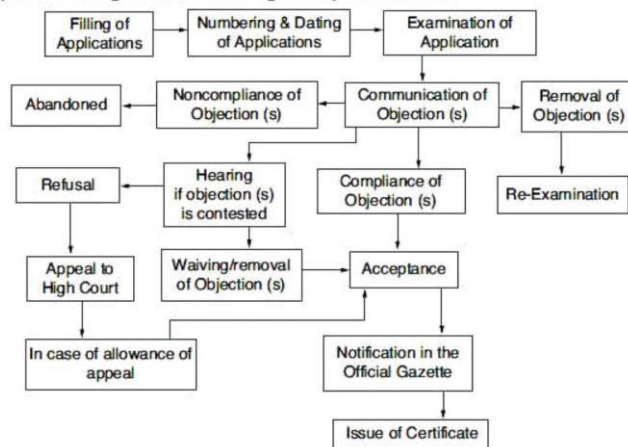 Filling of
Applications
Numbering & Dating
of Applications
Examination of
Application
Abandoned
Noncompliance of
Objection (s)
Communication of
Objection (s)
Removal of
Objection (s)
Refusal
Hearing
if objection (s)
is contested
Compliance of
Objection (s)
Re-Examination
Appeal to
High Court
Waiving/removal
of Objection (s)
Acceptance
In case of allowance of
appeal
Notification in the
Official Gazette
Issue of Certificate